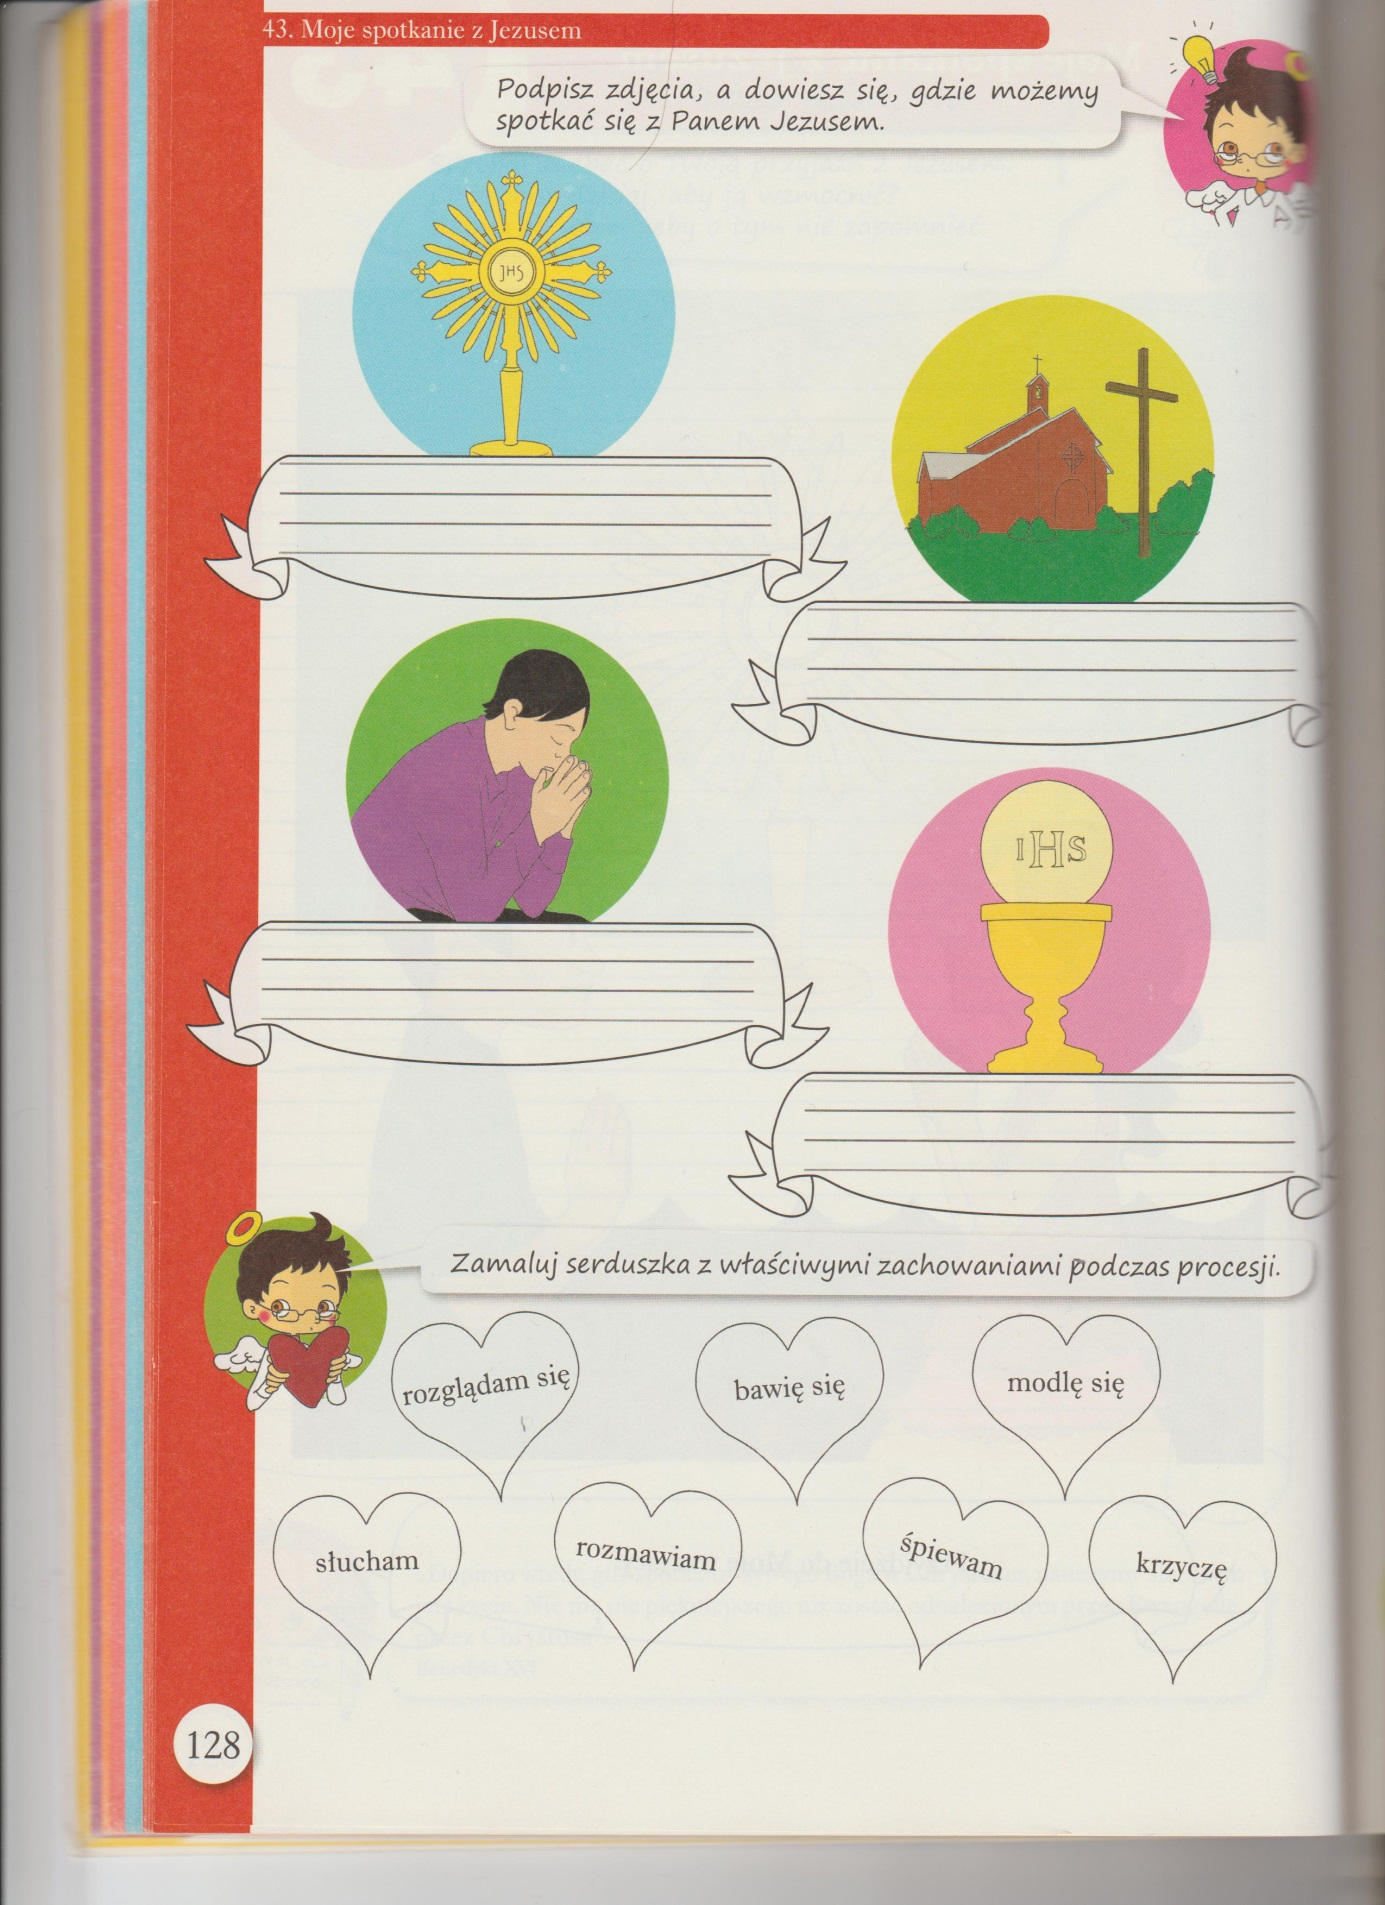 43. Moje spotkanie z Jezusem
Podpisz zdjęcia, a dowiesz się, gdzie możemy
spotkać się z Panem Jezusem.
JHS
IHS
Zamaluj serduszka z właściwymi zachowaniami podczas procesji.
rozglądam się
bawię się
modlę się
słucham
rozmawiam
śpiewam
krzyczę
128